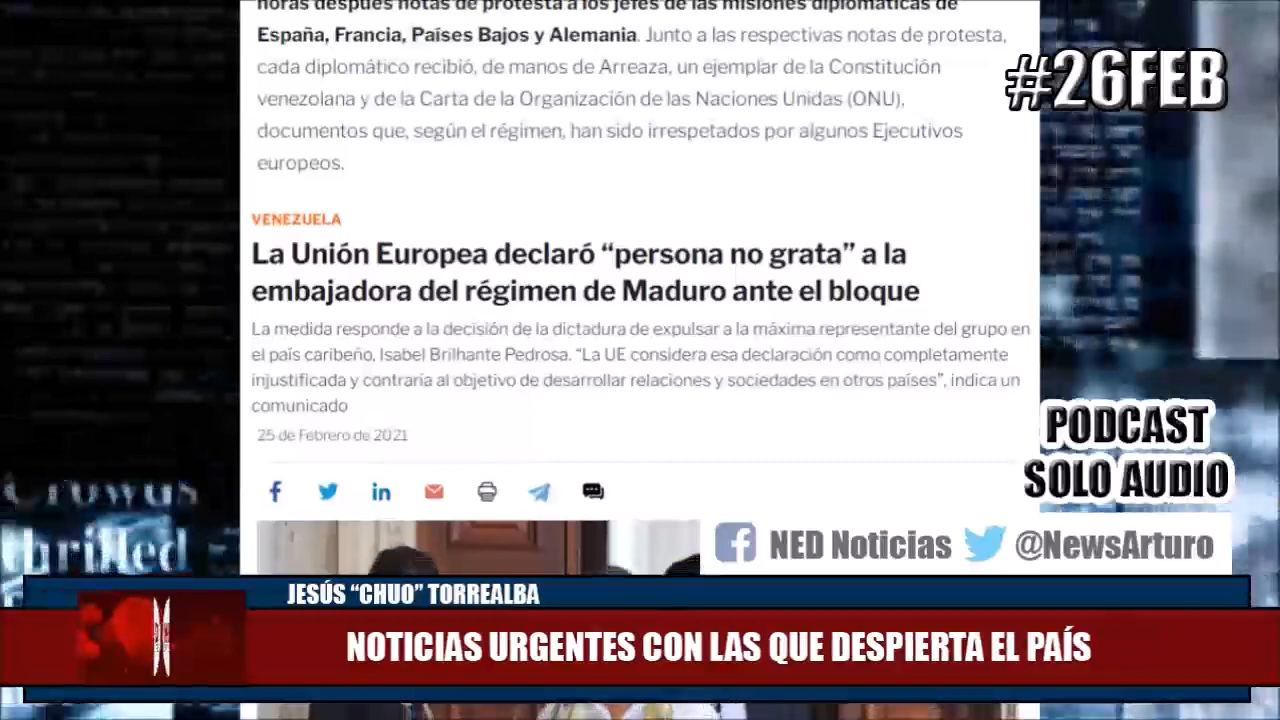 horas después notas de protesta a los jefes de las misiones diplomáticas de
España, Francia, Países Bajos y Alemania. Junto a las respectivas notas de protesta,
cada diplomático recibió, de manos de Arreaza, un ejemplar de la Constitución
venezolana y de la Carta de la Organización de las Naciones Unidas (ONU),
documentos que, según el régimen, han sido irrespetados por algunos Ejecutivos
europeos.
#26FEB
VENEZUELA
La Unión Europea declaró “persona no grata” a la
embajadora del régimen de Maduro ante el bloque
La medida responde a la decisión de la dictadura de expulsar a la máxima representante del grupo en
el país caribeño, Isabel Brilhante Pedrosa. “La UE considera esa declaración como completamente
injustificada y contraria al objetivo de desarrollar relaciones y sociedades en otros países”, indica un
comunicado
25 de Febrero de 2021
PODCAST
SOLO AUDIO
NED Noticias @NewsArturo
JESÚS “CHUO” TORREALBA
NOTICIAS URGENTES CON LAS QUE DESPIERTA EL PAÍS